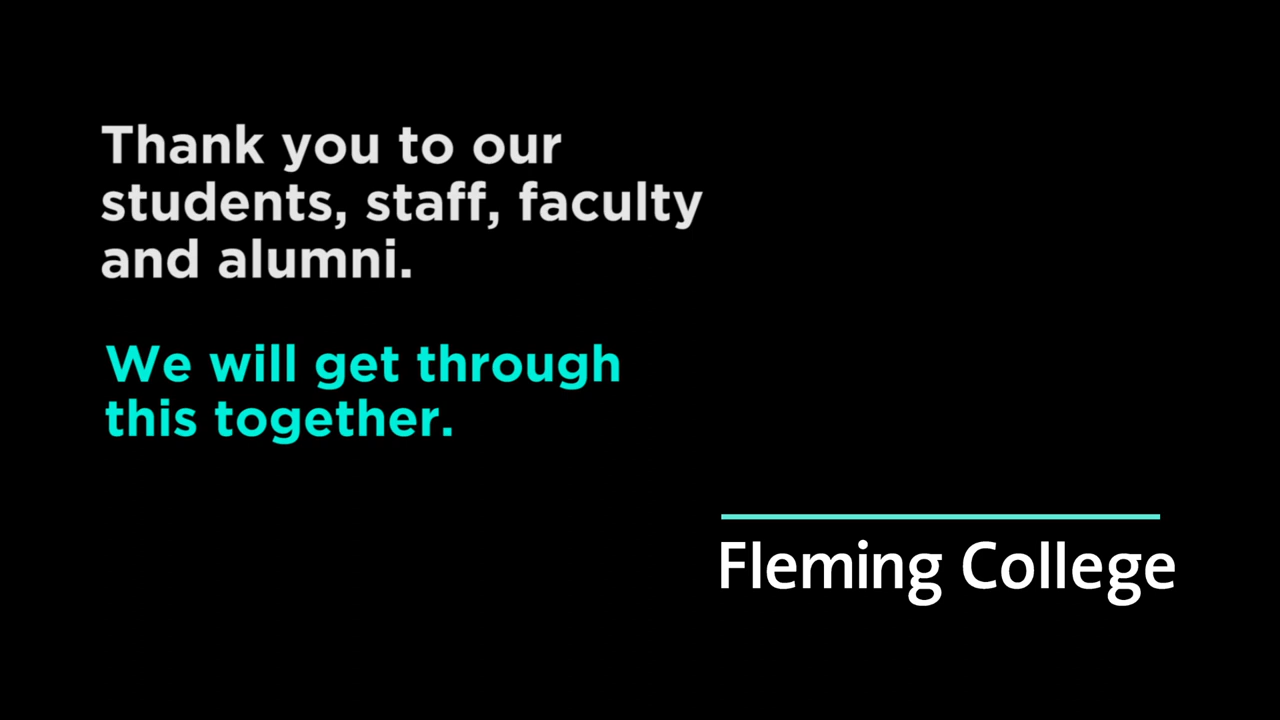 Thank you to our
students, staff, faculty
and alumni.
We will get through
this together.
Fleming College